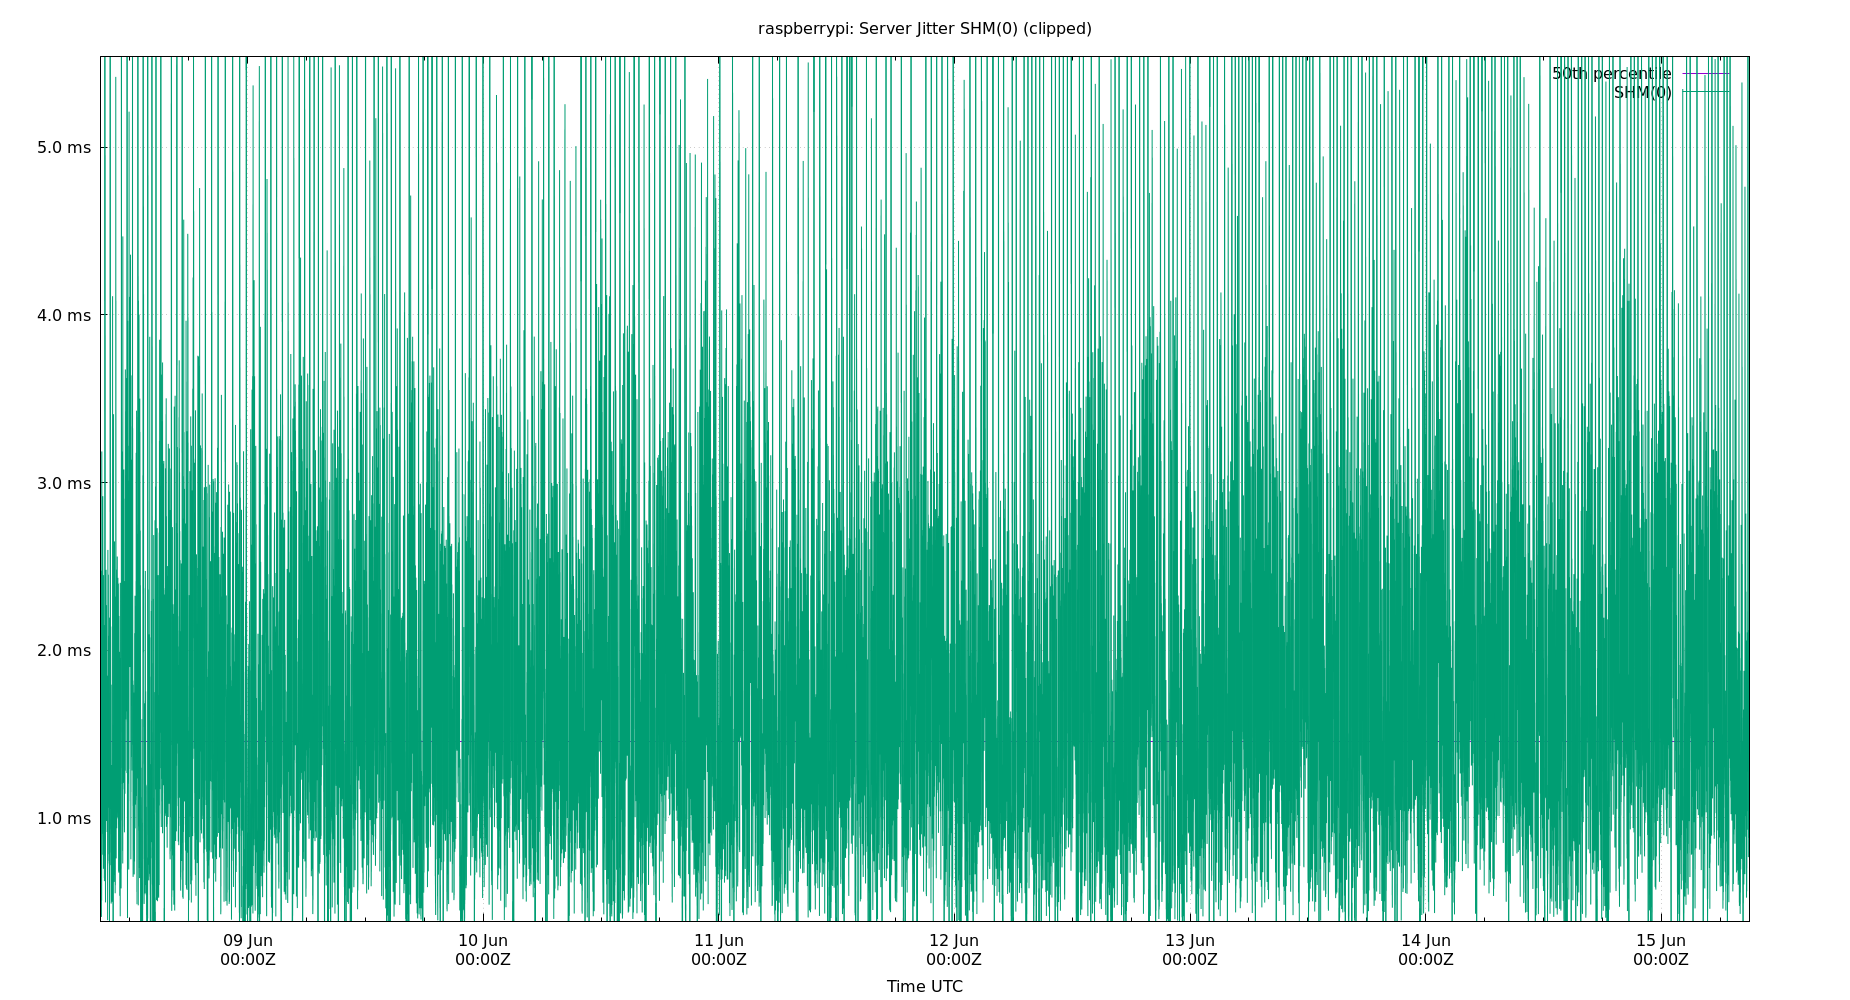 raspberrypi: Server Jitter SHM(0) (clipped)
50th percentile
SHM(0)
5.0 ms
4.0 ms
3.0 ms
2.0 ms
1.0 ms
09 Jun 10 Jun 11 Jun 12 Jun 13 Jun 14 Jun 15 Jun
00:00Z 00:00Z 00:00Z 00:00Z 00:00Z 00:00Z 00:00Z
Time UTC